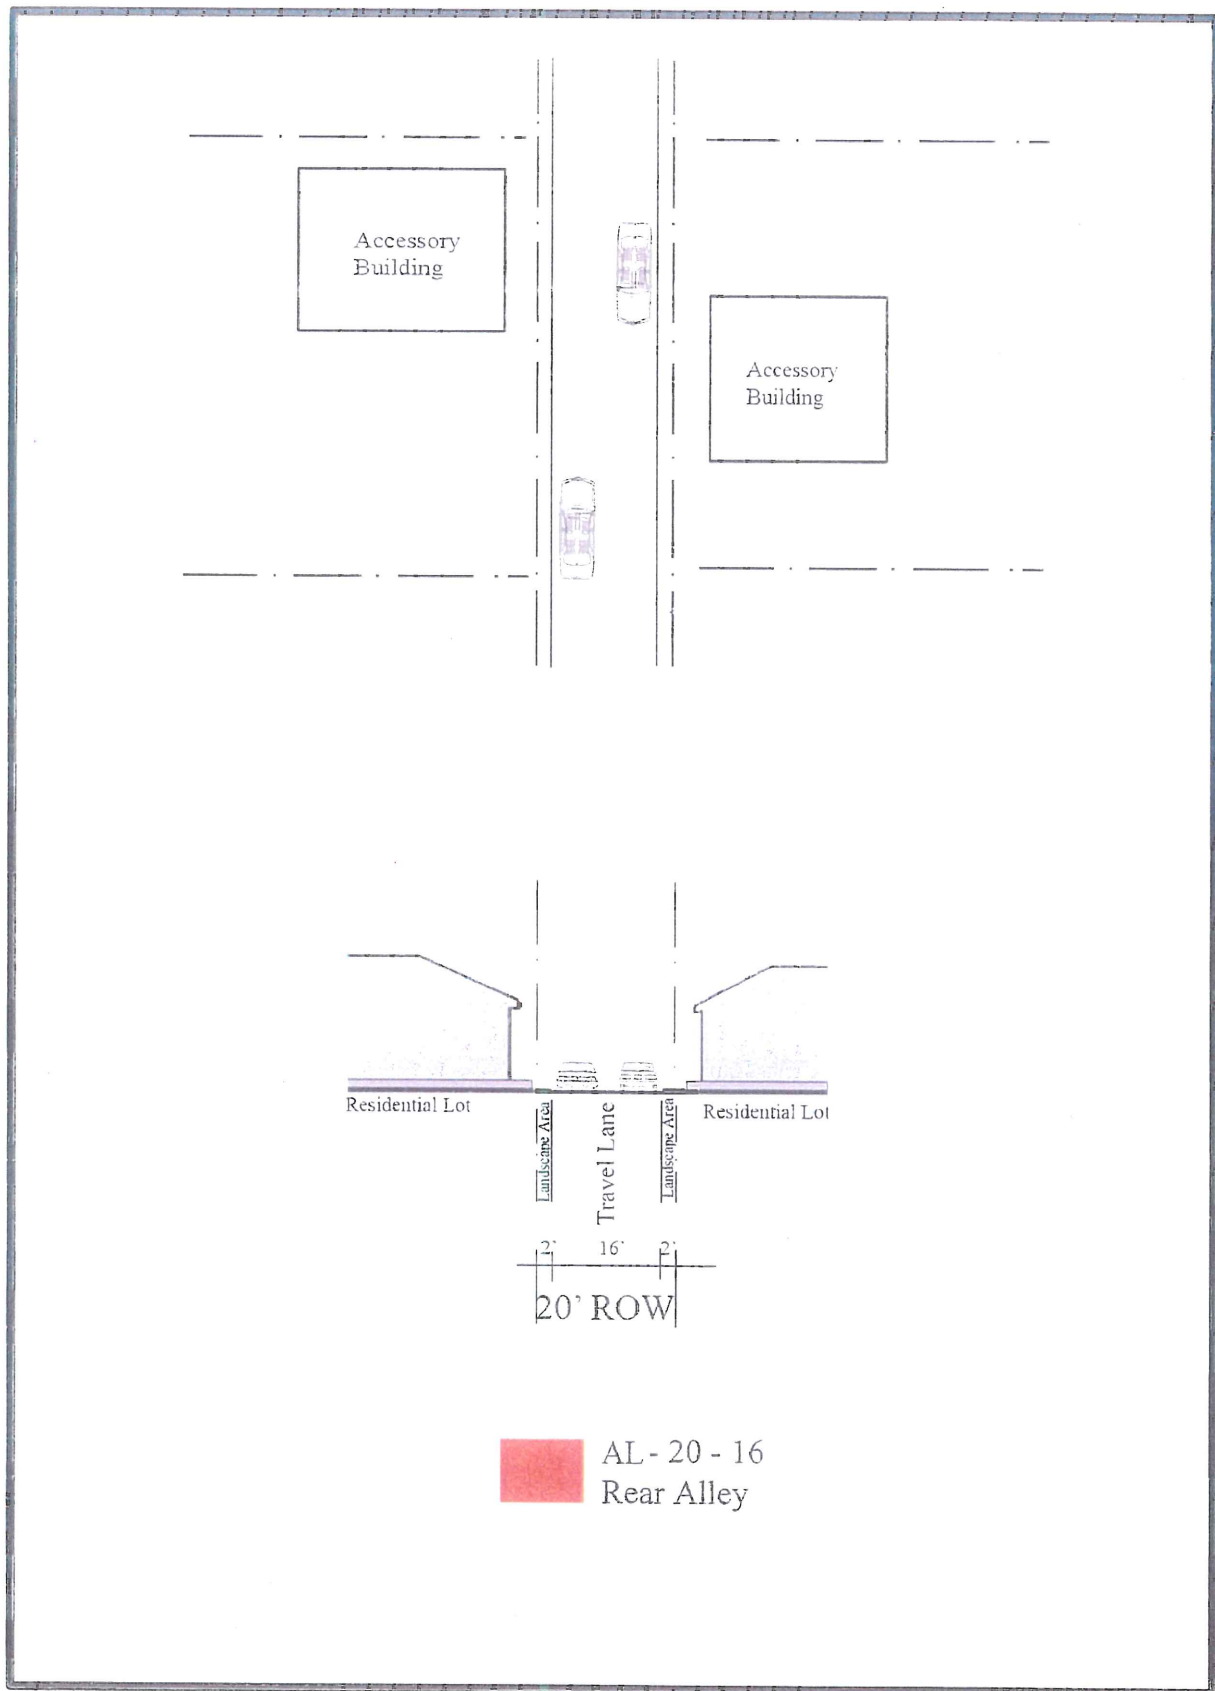 Accessory
Building
Accessory
Building
Residential Lot
Landscape Area
Travel Lane
Landscape Area
Residential Lot
2'
16'
2'
20' ROW
AL - 20 - 16
Rear Alley